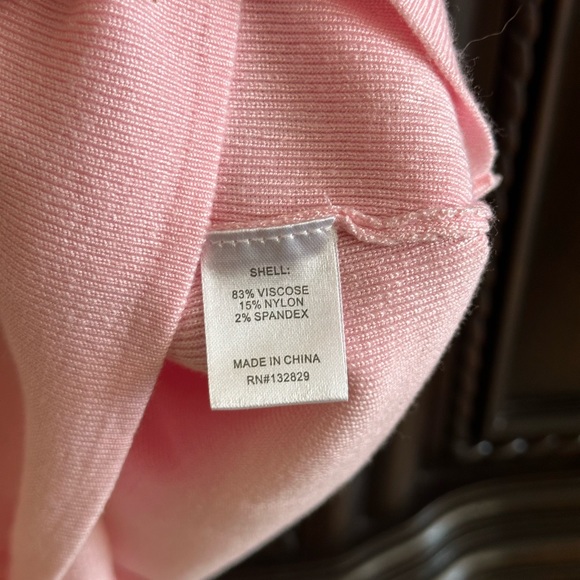 SHELL:
83% VISCOSE
15% NYLON
2% SPANDEX
MADE IN CHINA
RN#132829